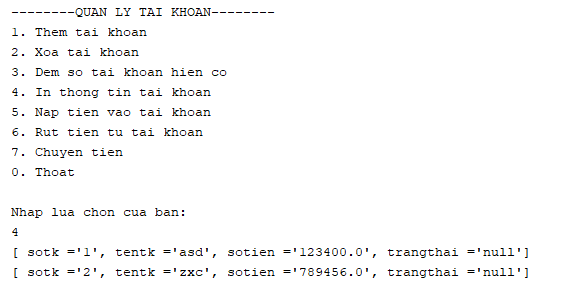 --------QUAN LY TAI KHOAN--------
1. Them tai khoan
2. Xoa tai khoan
3. Dem so tai khoan hien co
4. In thong tin tai khoan
5. Nap tien vao tai khoan
6. Rut tien tu tai khoan
7. Chuyen tien
0. Thoat
Nhap lua chon cua ban:
4
[ sotk ='1', tentk ='asd', sotien ='123400.0', trangthai ='null']
[ sotk ='2', tentk ='zxc', sotien ='789456.0', trangthai ='null']